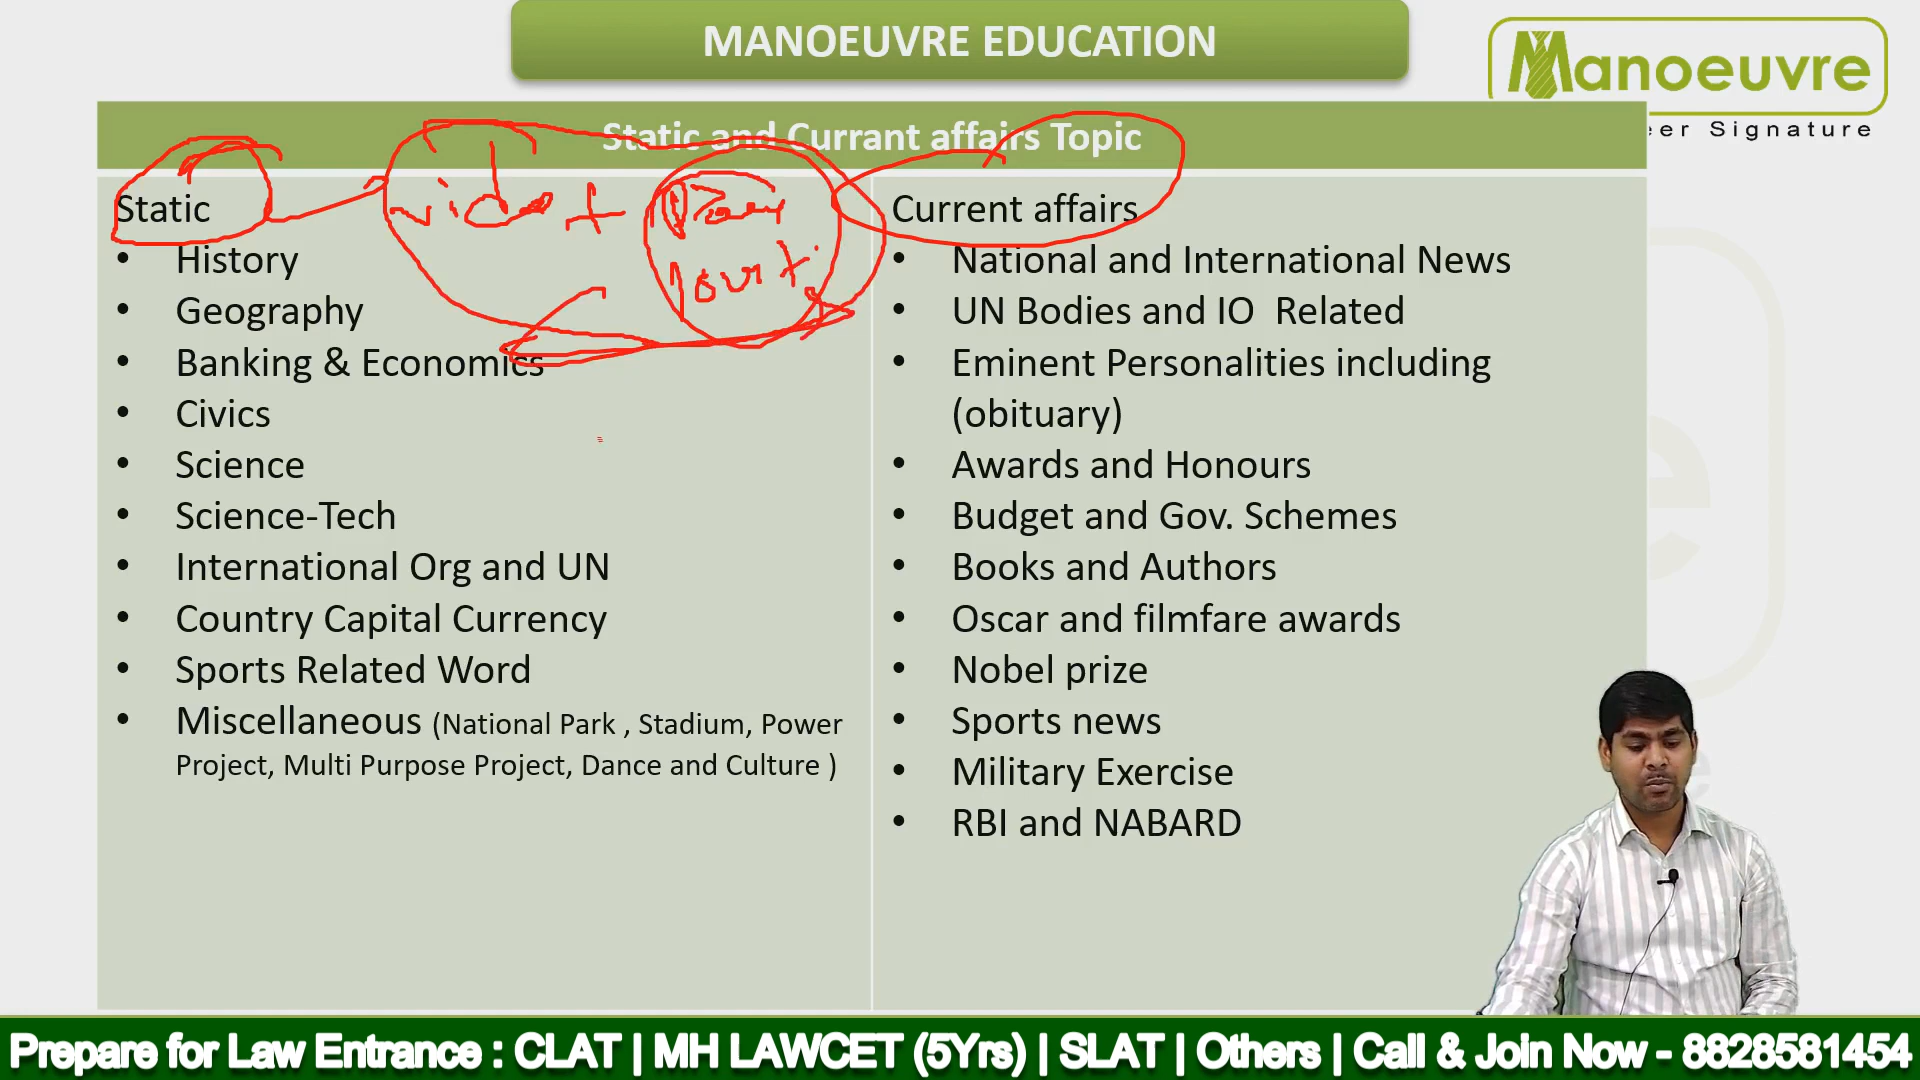 MANOEUVRE EDUCATION
Manoeuvre
eer Signature
Static and Currant affairs Topic
Static
• History
• Geography
• Banking & Economics
• Civics
• Science
• Science-Tech
• International Org and UN
• Country Capital Currency
• Sports Related Word
• Miscellaneous (National Park , Stadium, Power
Project, Multi Purpose Project, Dance and Culture )
Current affairs
• National and International News
• UN Bodies and IO Related
• Eminent Personalities including
(obituary)
• Awards and Honours
• Budget and Gov. Schemes
• Books and Authors
• Oscar and filmfare awards
• Nobel prize
• Sports news
• Military Exercise
• RBI and NABARD
Prepare for Law Entrance : CLAT | MH LAWCET (5Yrs) | SLAT | Others | Call & Join Now - 8828581454